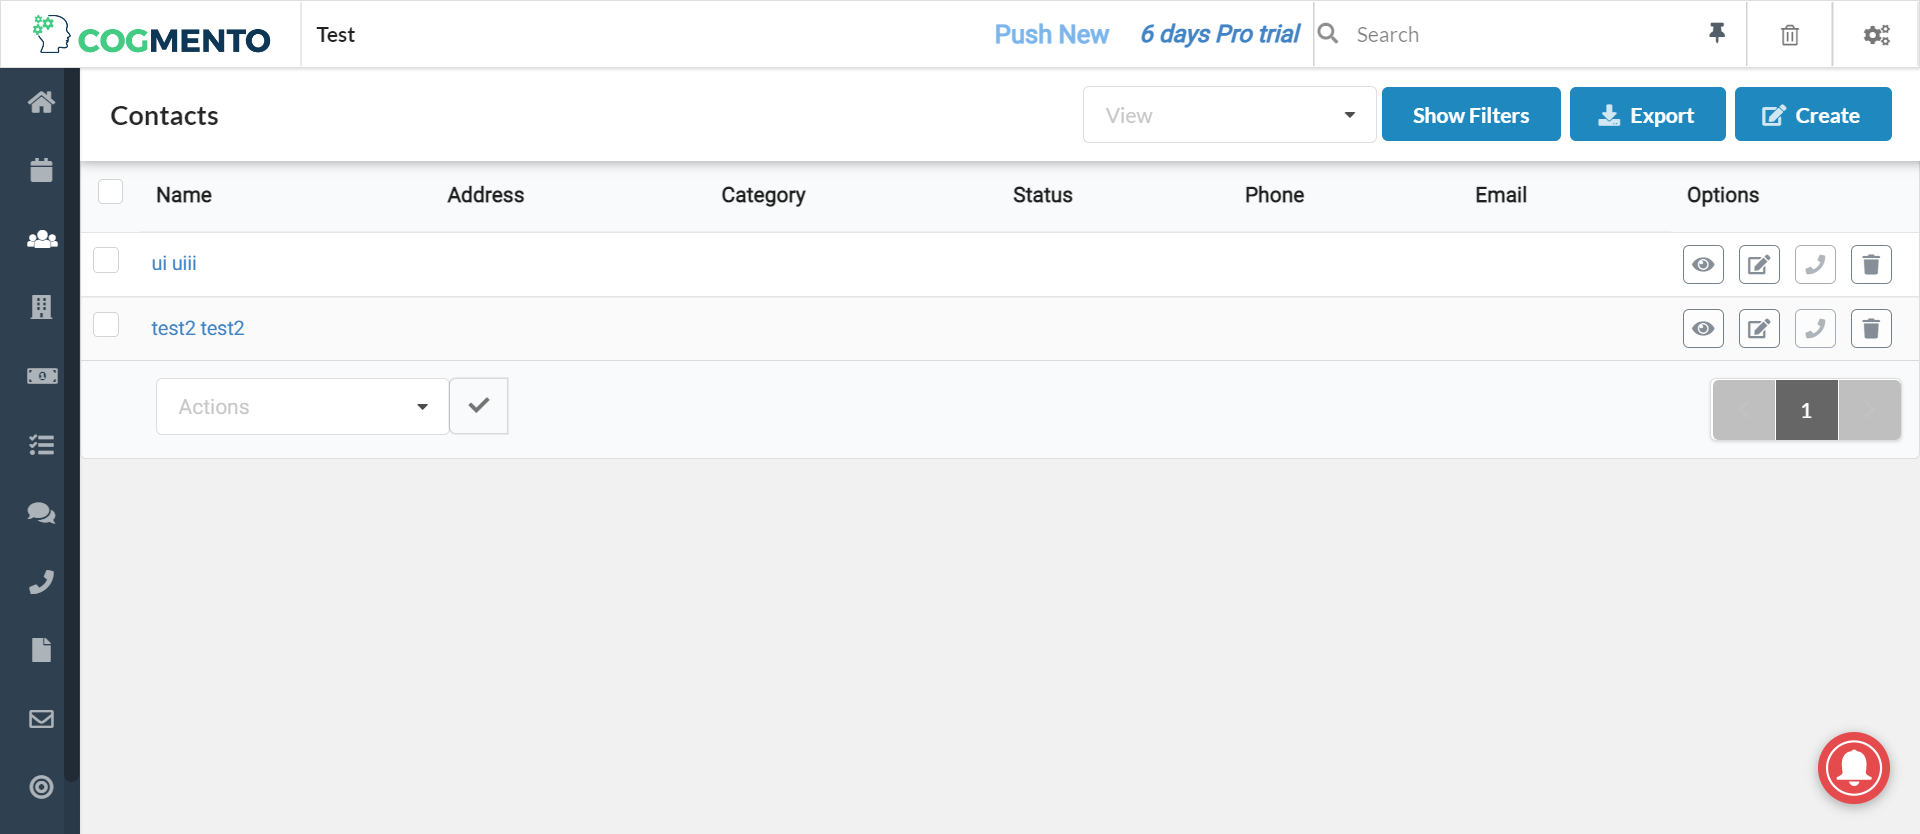 COGMENTO
Test
Push New
6 days Pro trial
Search
Contacts
View
Show Filters
Export
Create
Name
Address
Category
Status
Phone
Email
Options
ui uiii
test2 test2
Actions
1